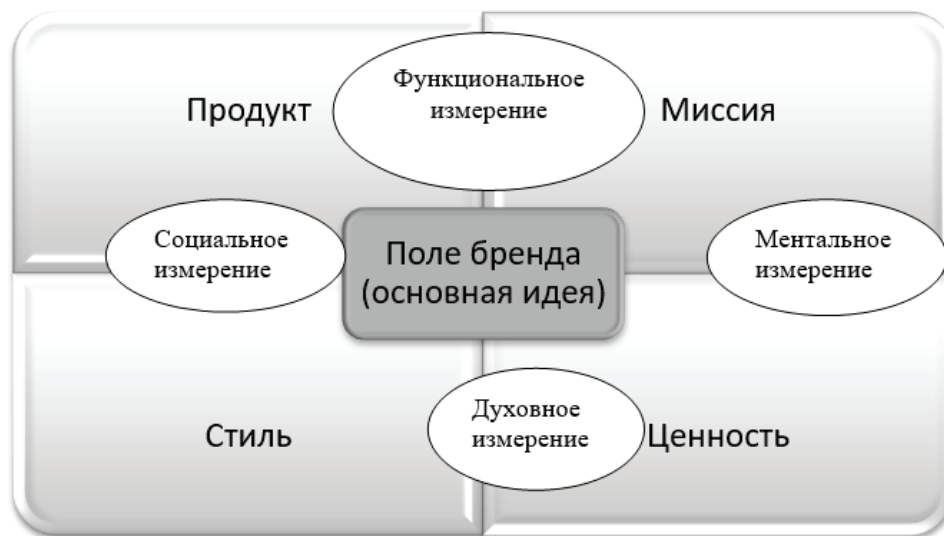 Функциональное
измерение
Продукт
Миссия
Социальное
измерение
Поле бренда
(основная идея)
Ментальное
измерение
Духовное
измерение
Стиль
Ценность